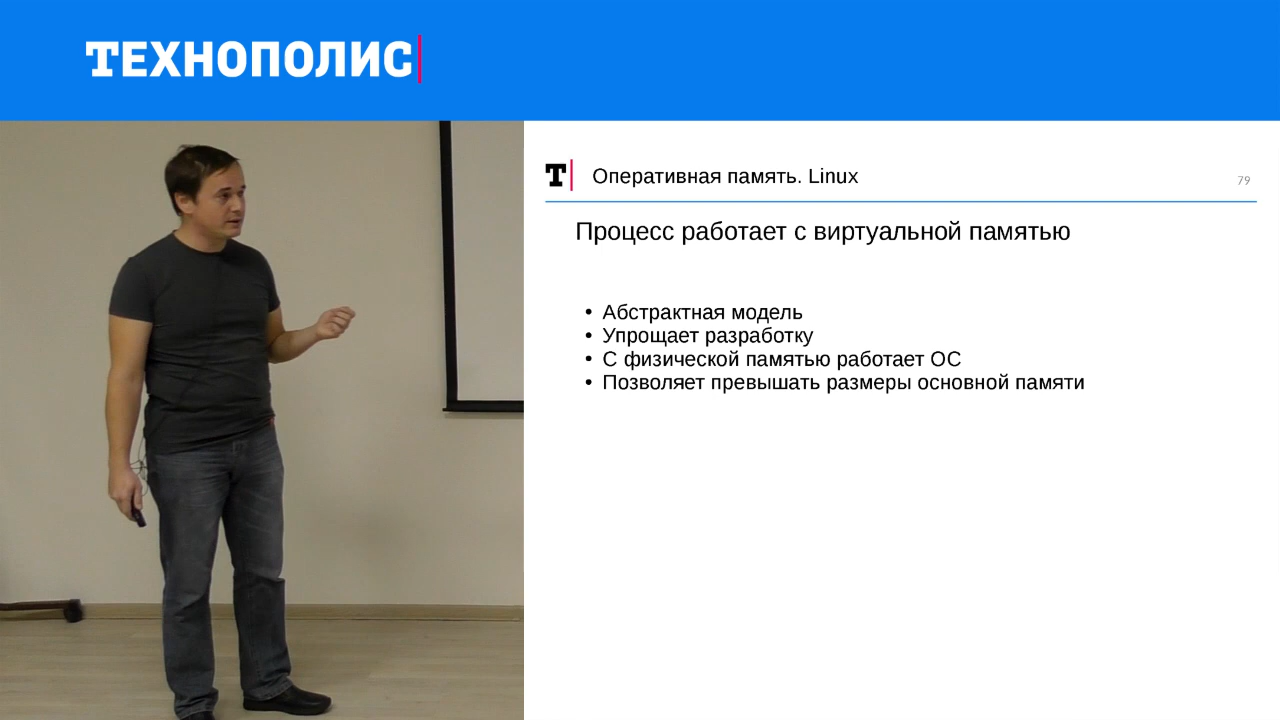 ТЕХНОПОЛИС
Т
Оперативная память. Linux
79
Процесс работает с виртуальной памятью
• Абстрактная модель
• Упрощает разработку
• С физической памятью работает ОС
• Позволяет превышать размеры основной памяти